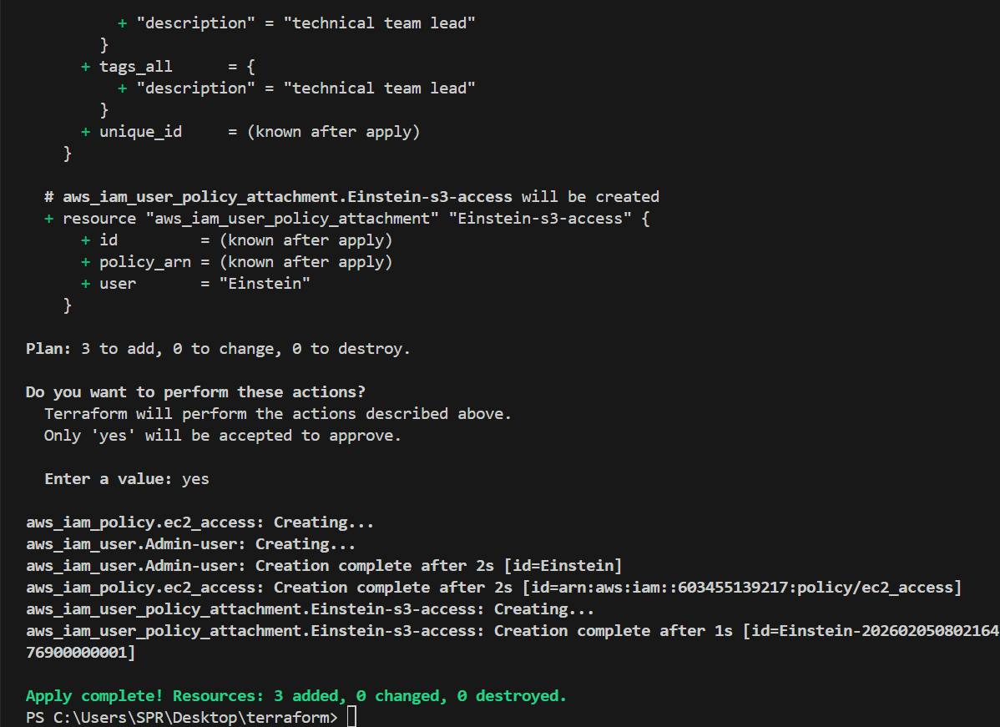 + "description" = "technical team lead"
}
+ tags_all      = {
+ "description" = "technical team lead"
}
+ unique_id     = (known after apply)
}
# aws_iam_user_policy_attachment.Einstein-s3-access will be created
+ resource "aws_iam_user_policy_attachment" "Einstein-s3-access" {
+ id         = (known after apply)
+ policy_arn = (known after apply)
+ user       = "Einstein"
}
Plan: 3 to add, 0 to change, 0 to destroy.
Do you want to perform these actions?
Terraform will perform the actions described above.
Only 'yes' will be accepted to approve.
Enter a value: yes
aws_iam_policy.ec2_access: Creating...
aws_iam_user.Admin-user: Creating...
aws_iam_user.Admin-user: Creation complete after 2s [id=Einstein]
aws_iam_policy.ec2_access: Creation complete after 2s [id=arn:aws:iam::603455139217:policy/ec2_access]
aws_iam_user_policy_attachment.Einstein-s3-access: Creating...
aws_iam_user_policy_attachment.Einstein-s3-access: Creation complete after 1s [id=Einstein-202602050802164
76900000001]
Apply complete! Resources: 3 added, 0 changed, 0 destroyed.
PS C:\Users\SPR\Desktop\terraform>